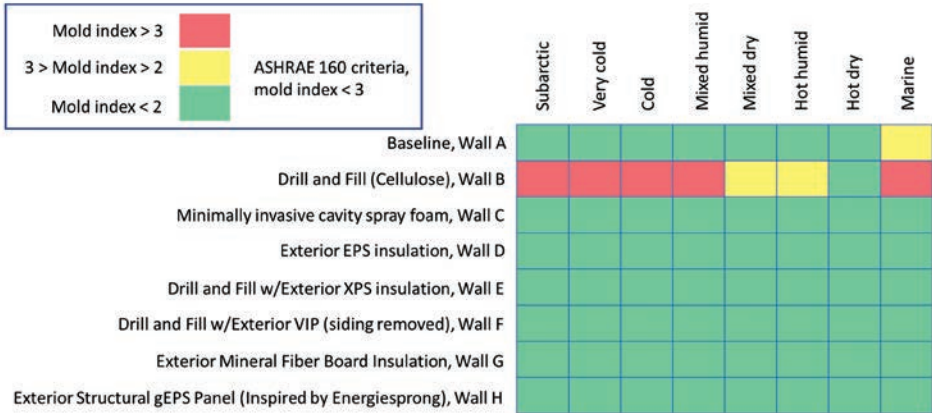 Mold index > 3
3 > Mold index > 2
Mold index < 2
ASHRAE 160 criteria,
mold index < 3
Subarctic
Very cold
Cold
Mixed humid
Mixed dry
Hot humid
Hot dry
Marine
Baseline, Wall A
Drill and Fill (Cellulose), Wall B
Minimally invasive cavity spray foam, Wall C
Exterior EPS insulation, Wall D
Drill and Fill w/Exterior XPS insulation, Wall E
Drill and Fill w/Exterior VIP (siding removed), Wall F
Exterior Mineral Fiber Board Insulation, Wall G
Exterior Structural gEPS Panel (Inspired by Energiesprong), Wall H